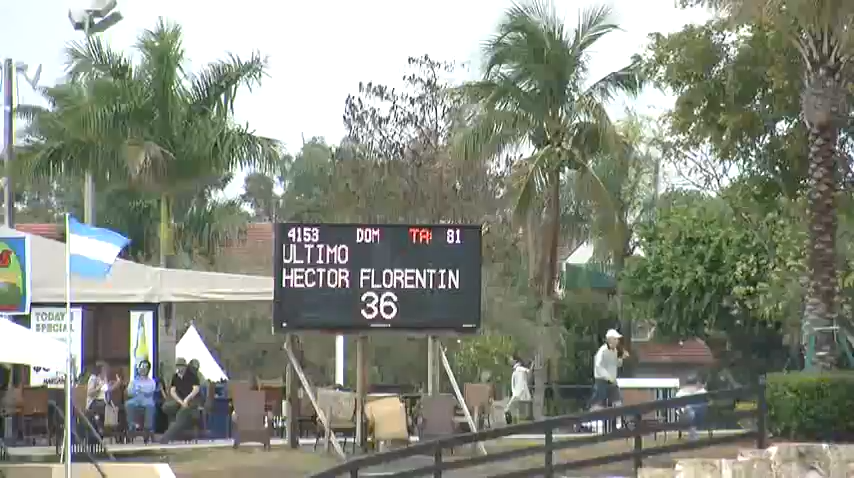 4153 DOM TA: 81
ULTIMO
HECTOR FLORENTIN
36
TODAY'S
SPECIAL